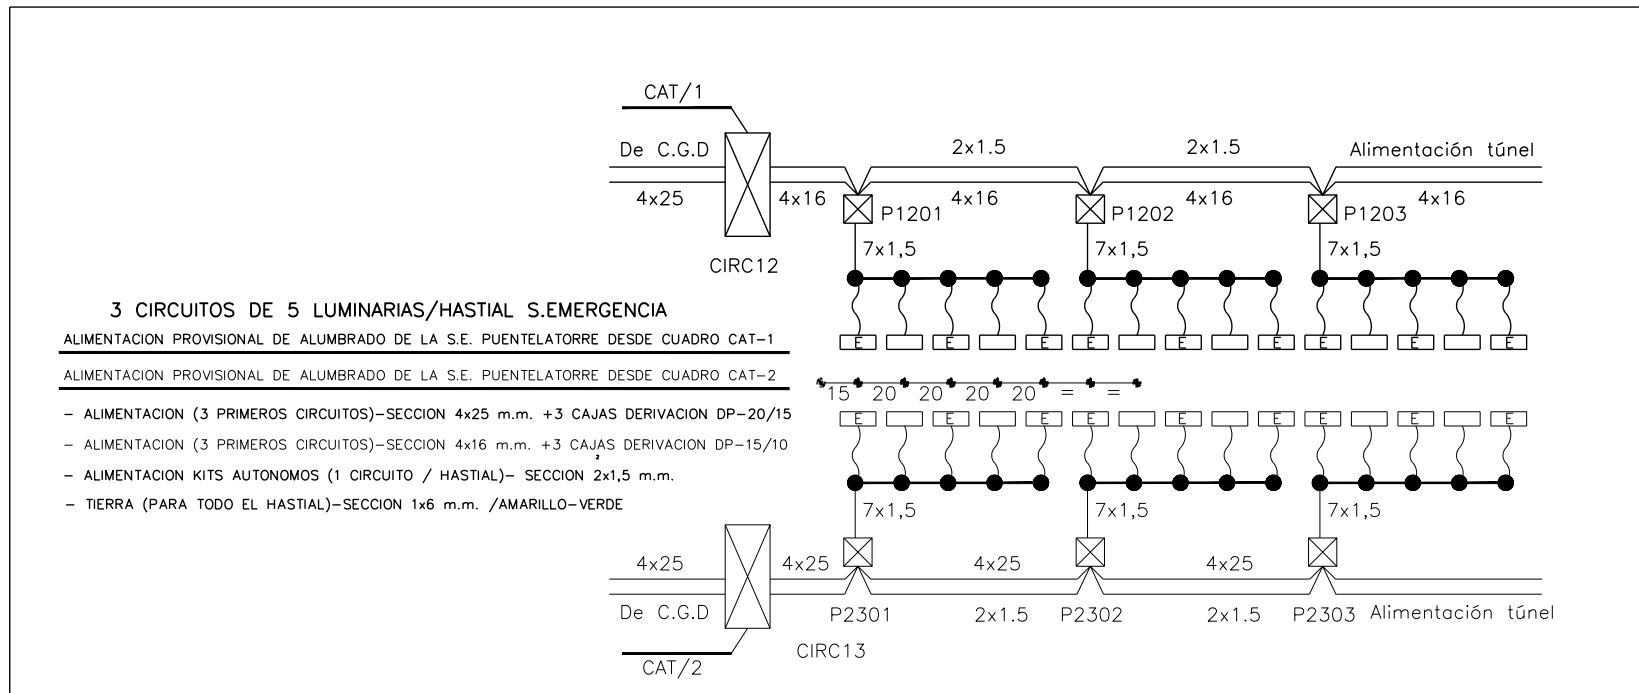 CAT/1
De C.G.D
2x1.5
2x1.5
Alimentación túnel
4x25
4x16
4x16
4x16
4x16
P1201
P1202
P1203
7x1,5
7x1,5
7x1,5
CIRC12
3 CIRCUITOS DE 5 LUMINARIAS/HASTIAL S.EMERGENCIA
ALIMENTACION PROVISIONAL DE ALUMBRADO DE LA S.E. PUENTELATORRE DESDE CUADRO CAT-1
E E E E E E E E E
ALIMENTACION PROVISIONAL DE ALUMBRADO DE LA S.E. PUENTELATORRE DESDE CUADRO CAT-2
15 20 20 20 20 = =
- ALIMENTACION (3 PRIMEROS CIRCUITOS)-SECCION 4x25 m.m. +3 CAJAS DERIVACION DP-20/15
E E E E E E E E E
- ALIMENTACION (3 PRIMEROS CIRCUITOS)-SECCION 4x16 m.m. +3 CAJAS DERIVACION DP-15/10
2
- ALIMENTACION KITS AUTONOMOS (1 CIRCUITO / HASTIAL)- SECCION 2x1,5 m.m.
- TIERRA (PARA TODO EL HASTIAL)-SECCION 1x6 m.m. /AMARILLO-VERDE
7x1,5
7x1,5
7x1,5
4x25
4x25
4x25
4x25
De C.G.D
P2301
2x1.5
P2302
2x1.5
P2303
Alimentación túnel
CIRC13
CAT/2